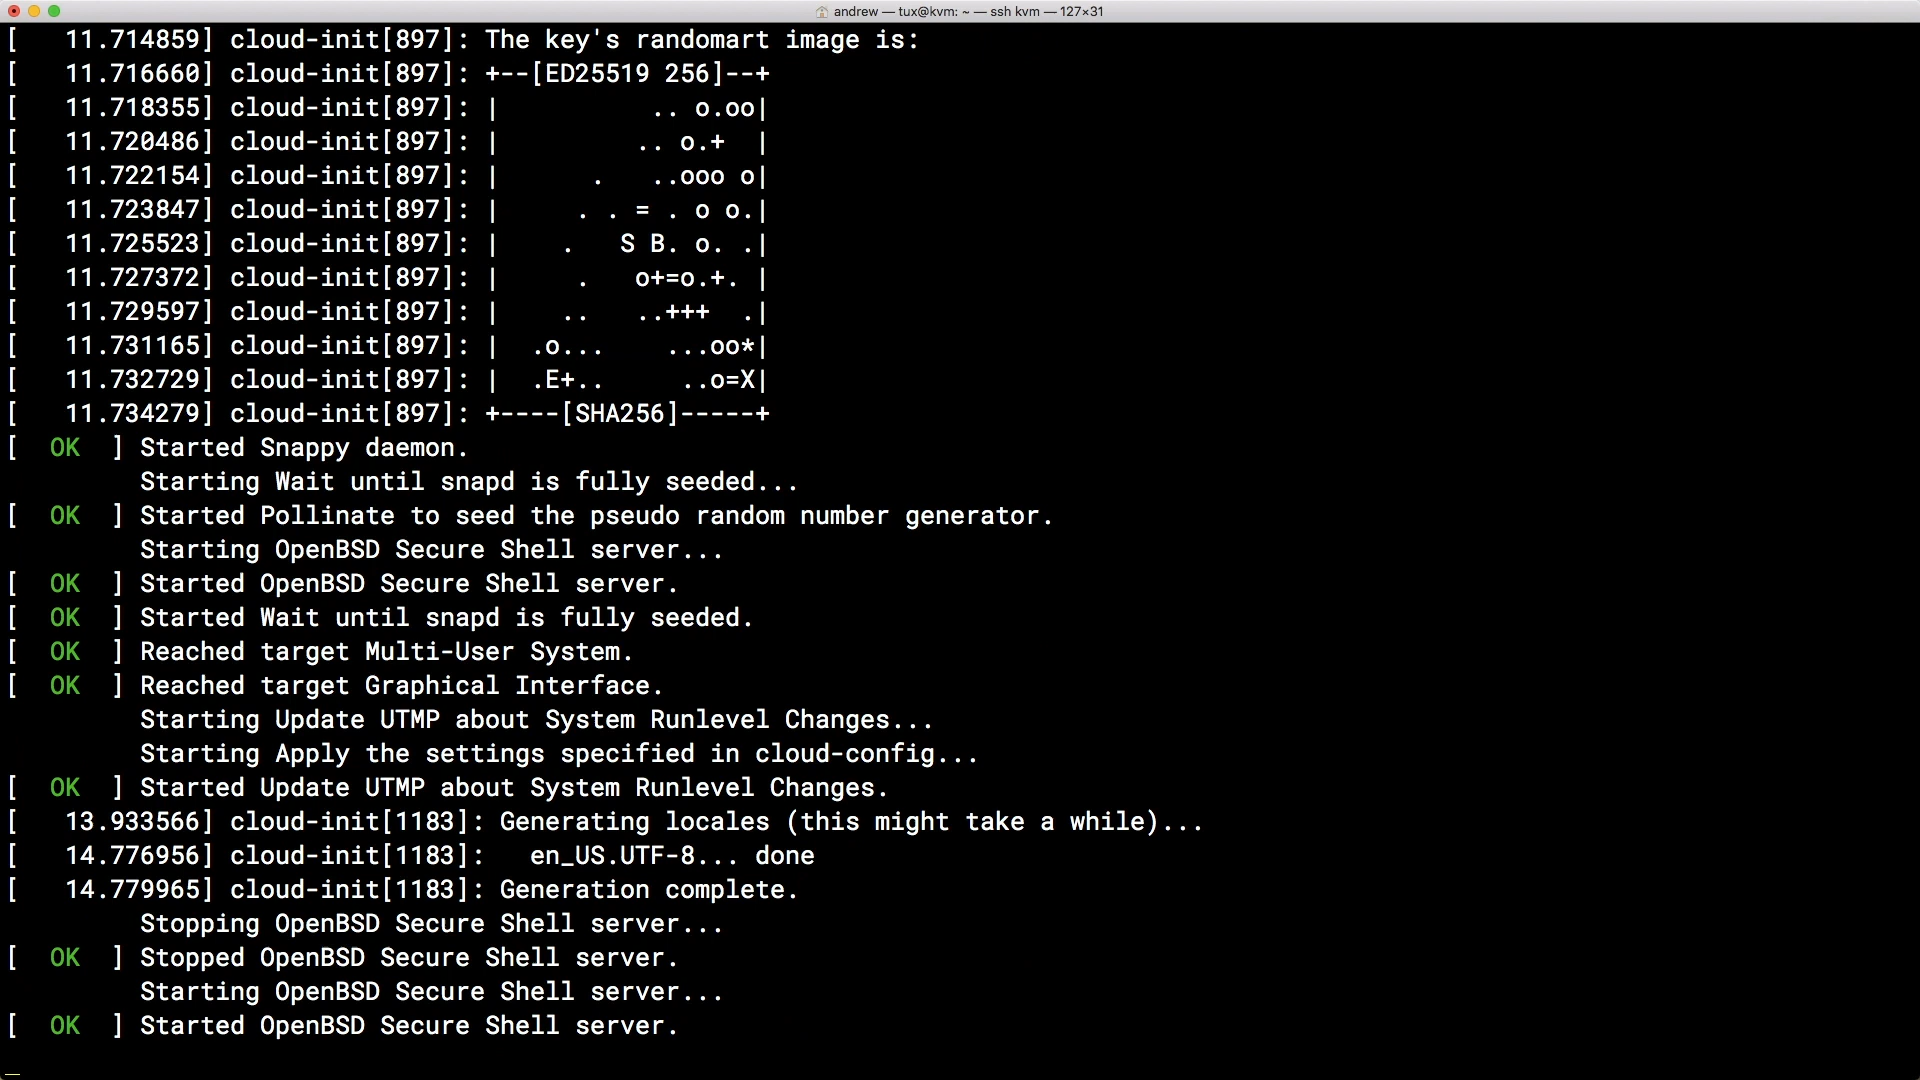 andrew — tux@kvm: ~ — ssh kvm — 127×31
[   11.714859] cloud-init[897]: The key's randomart image is:
[   11.716660] cloud-init[897]: +--[ED25519 256]--+
[   11.718355] cloud-init[897]: |          .. o.oo|
[   11.720486] cloud-init[897]: |         .. o.+  |
[   11.722154] cloud-init[897]: |      .   ..ooo o|
[   11.723847] cloud-init[897]: |     . . = . o o.|
[   11.725523] cloud-init[897]: |    .   S B. o. .|
[   11.727372] cloud-init[897]: |     .   o+=o.+. |
[   11.729597] cloud-init[897]: |    ..   ..+++  .|
[   11.731165] cloud-init[897]: |  .o...    ...oo*|
[   11.732729] cloud-init[897]: |  .E+..     ..o=X|
[   11.734279] cloud-init[897]: +----[SHA256]-----+
[  OK  ] Started Snappy daemon.
         Starting Wait until snapd is fully seeded...
[  OK  ] Started Pollinate to seed the pseudo random number generator.
         Starting OpenBSD Secure Shell server...
[  OK  ] Started OpenBSD Secure Shell server.
[  OK  ] Started Wait until snapd is fully seeded.
[  OK  ] Reached target Multi-User System.
[  OK  ] Reached target Graphical Interface.
         Starting Update UTMP about System Runlevel Changes...
         Starting Apply the settings specified in cloud-config...
[  OK  ] Started Update UTMP about System Runlevel Changes.
[   13.933566] cloud-init[1183]: Generating locales (this might take a while)...
[   14.776956] cloud-init[1183]:   en_US.UTF-8... done
[   14.779965] cloud-init[1183]: Generation complete.
         Stopping OpenBSD Secure Shell server...
[  OK  ] Stopped OpenBSD Secure Shell server.
         Starting OpenBSD Secure Shell server...
[  OK  ] Started OpenBSD Secure Shell server.